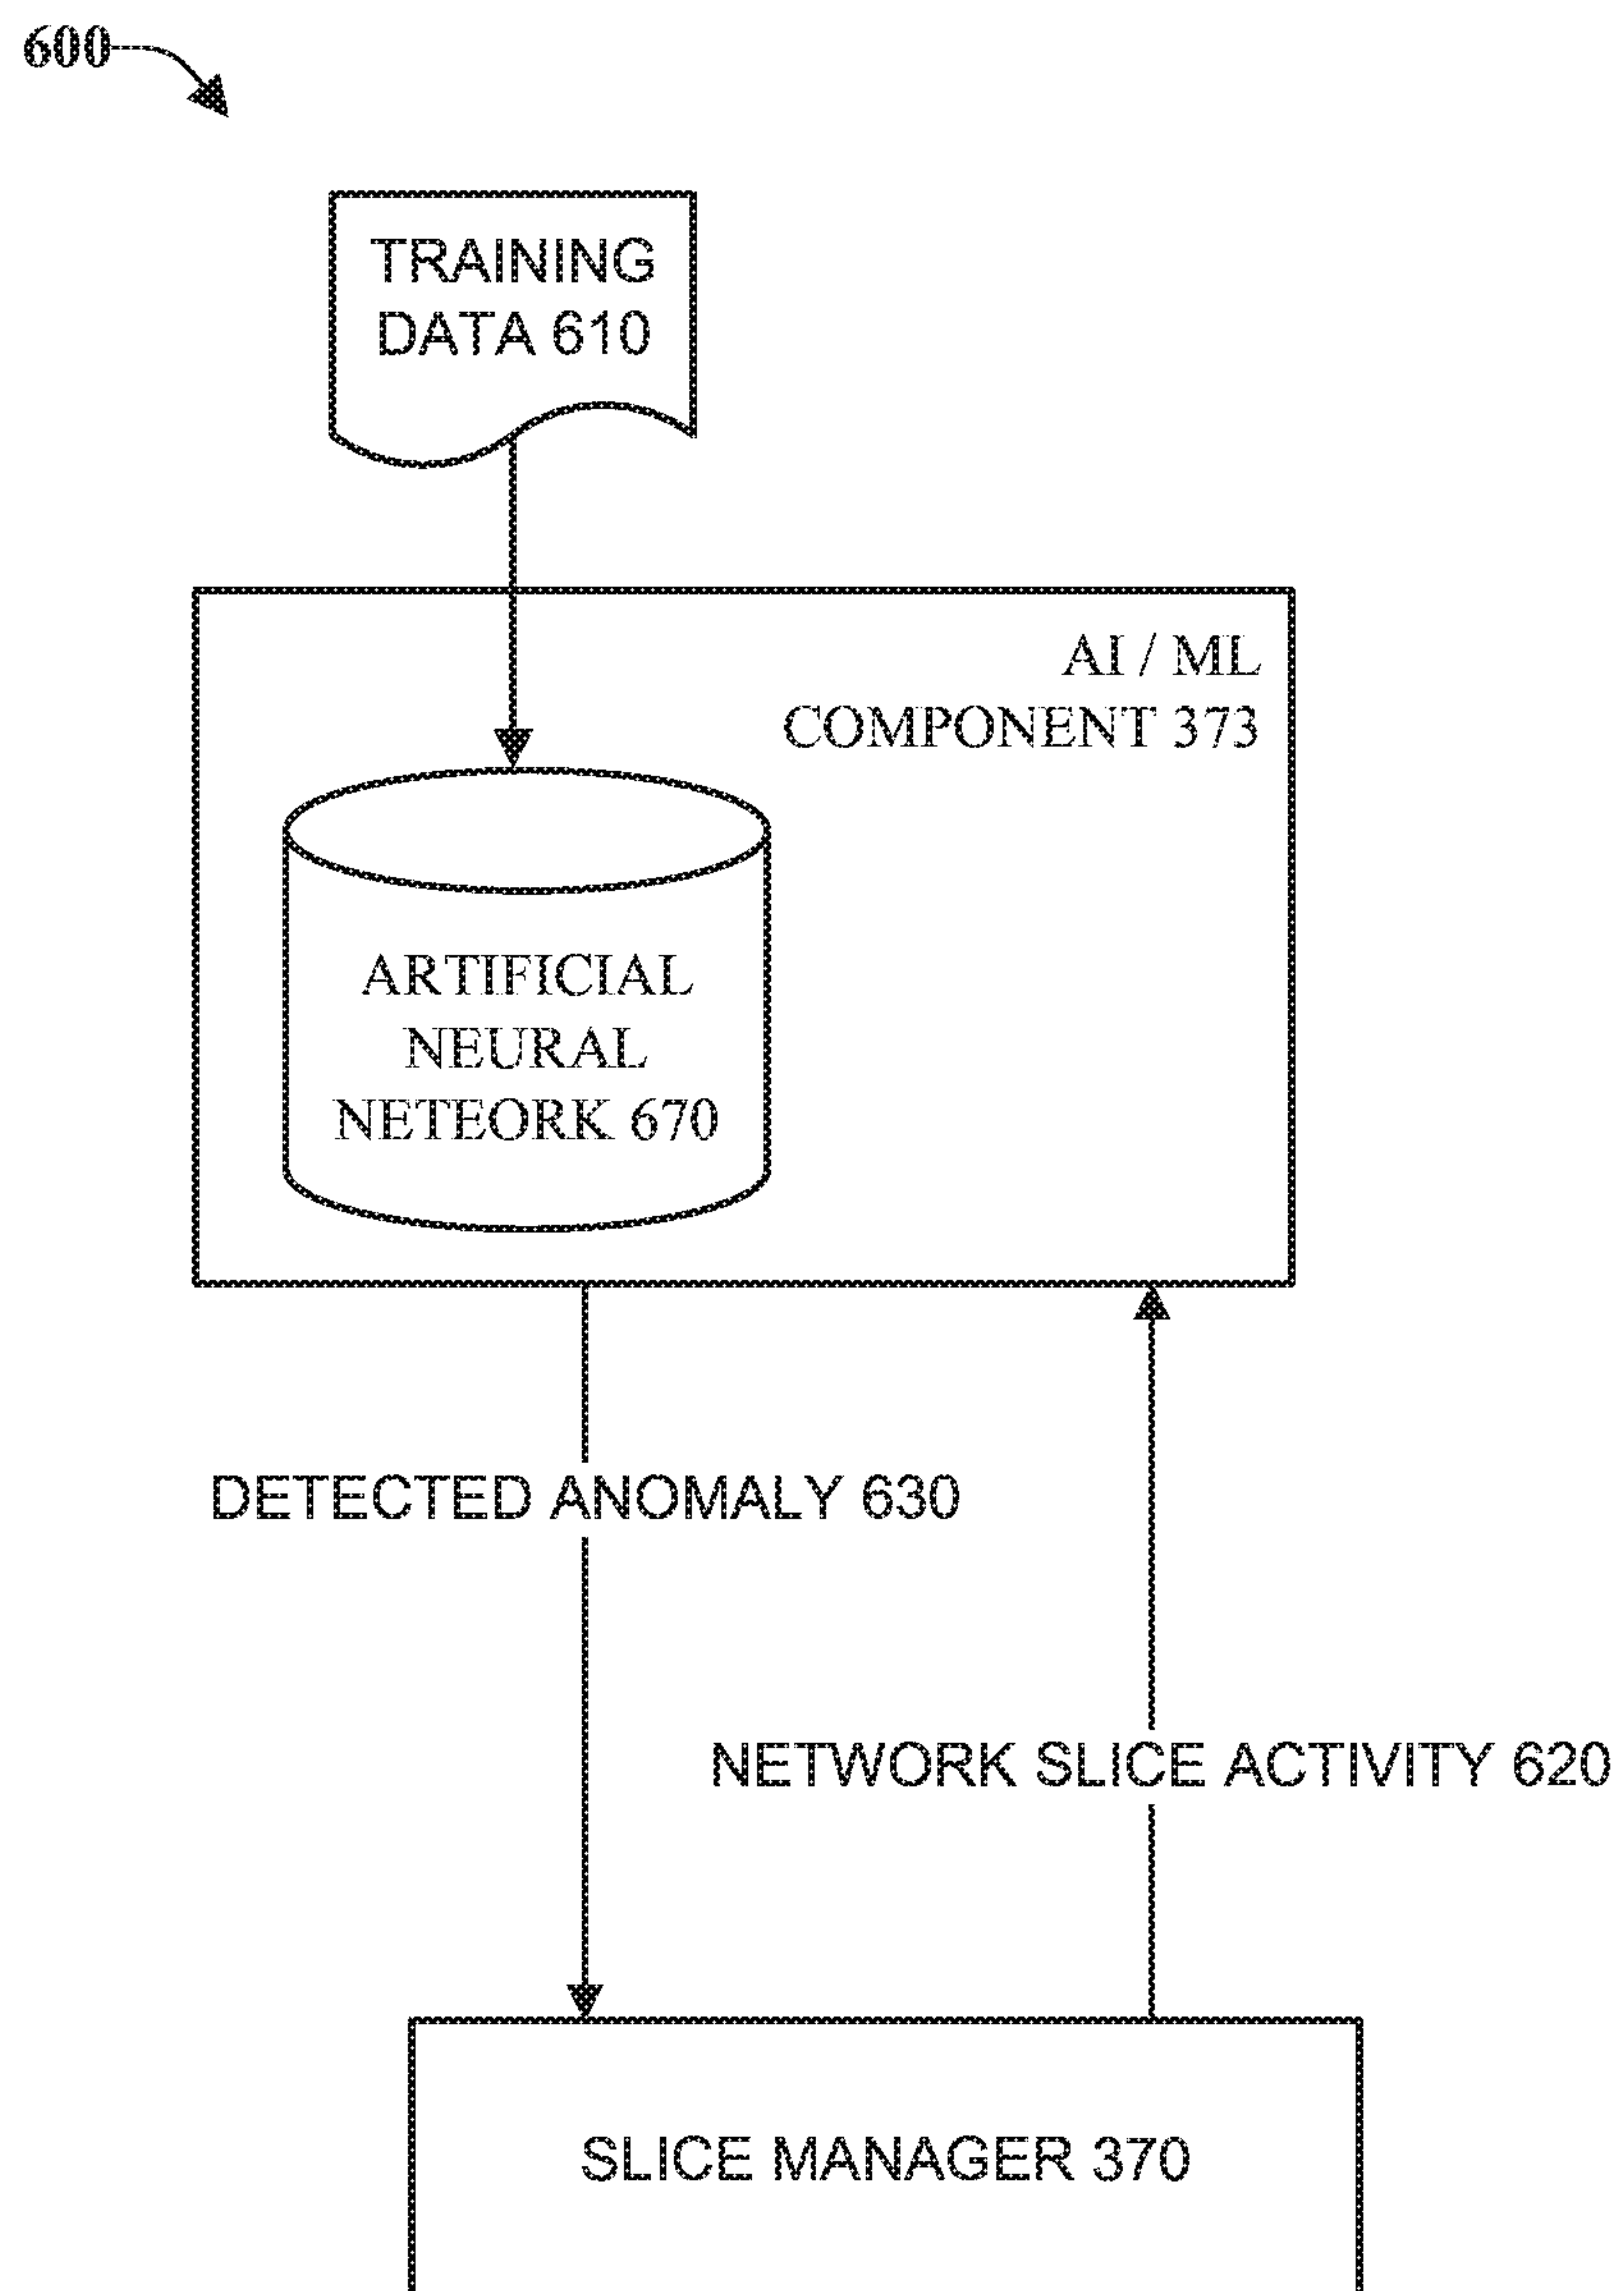 600
TRAINING
DATA 610
AI / ML
COMPONENT 373
ARTIFICIAL
NEURAL
NETEORK 670
DETECTED ANOMALY 630
NETWORK SLICE ACTIVITY 620
SLICE MANAGER 370